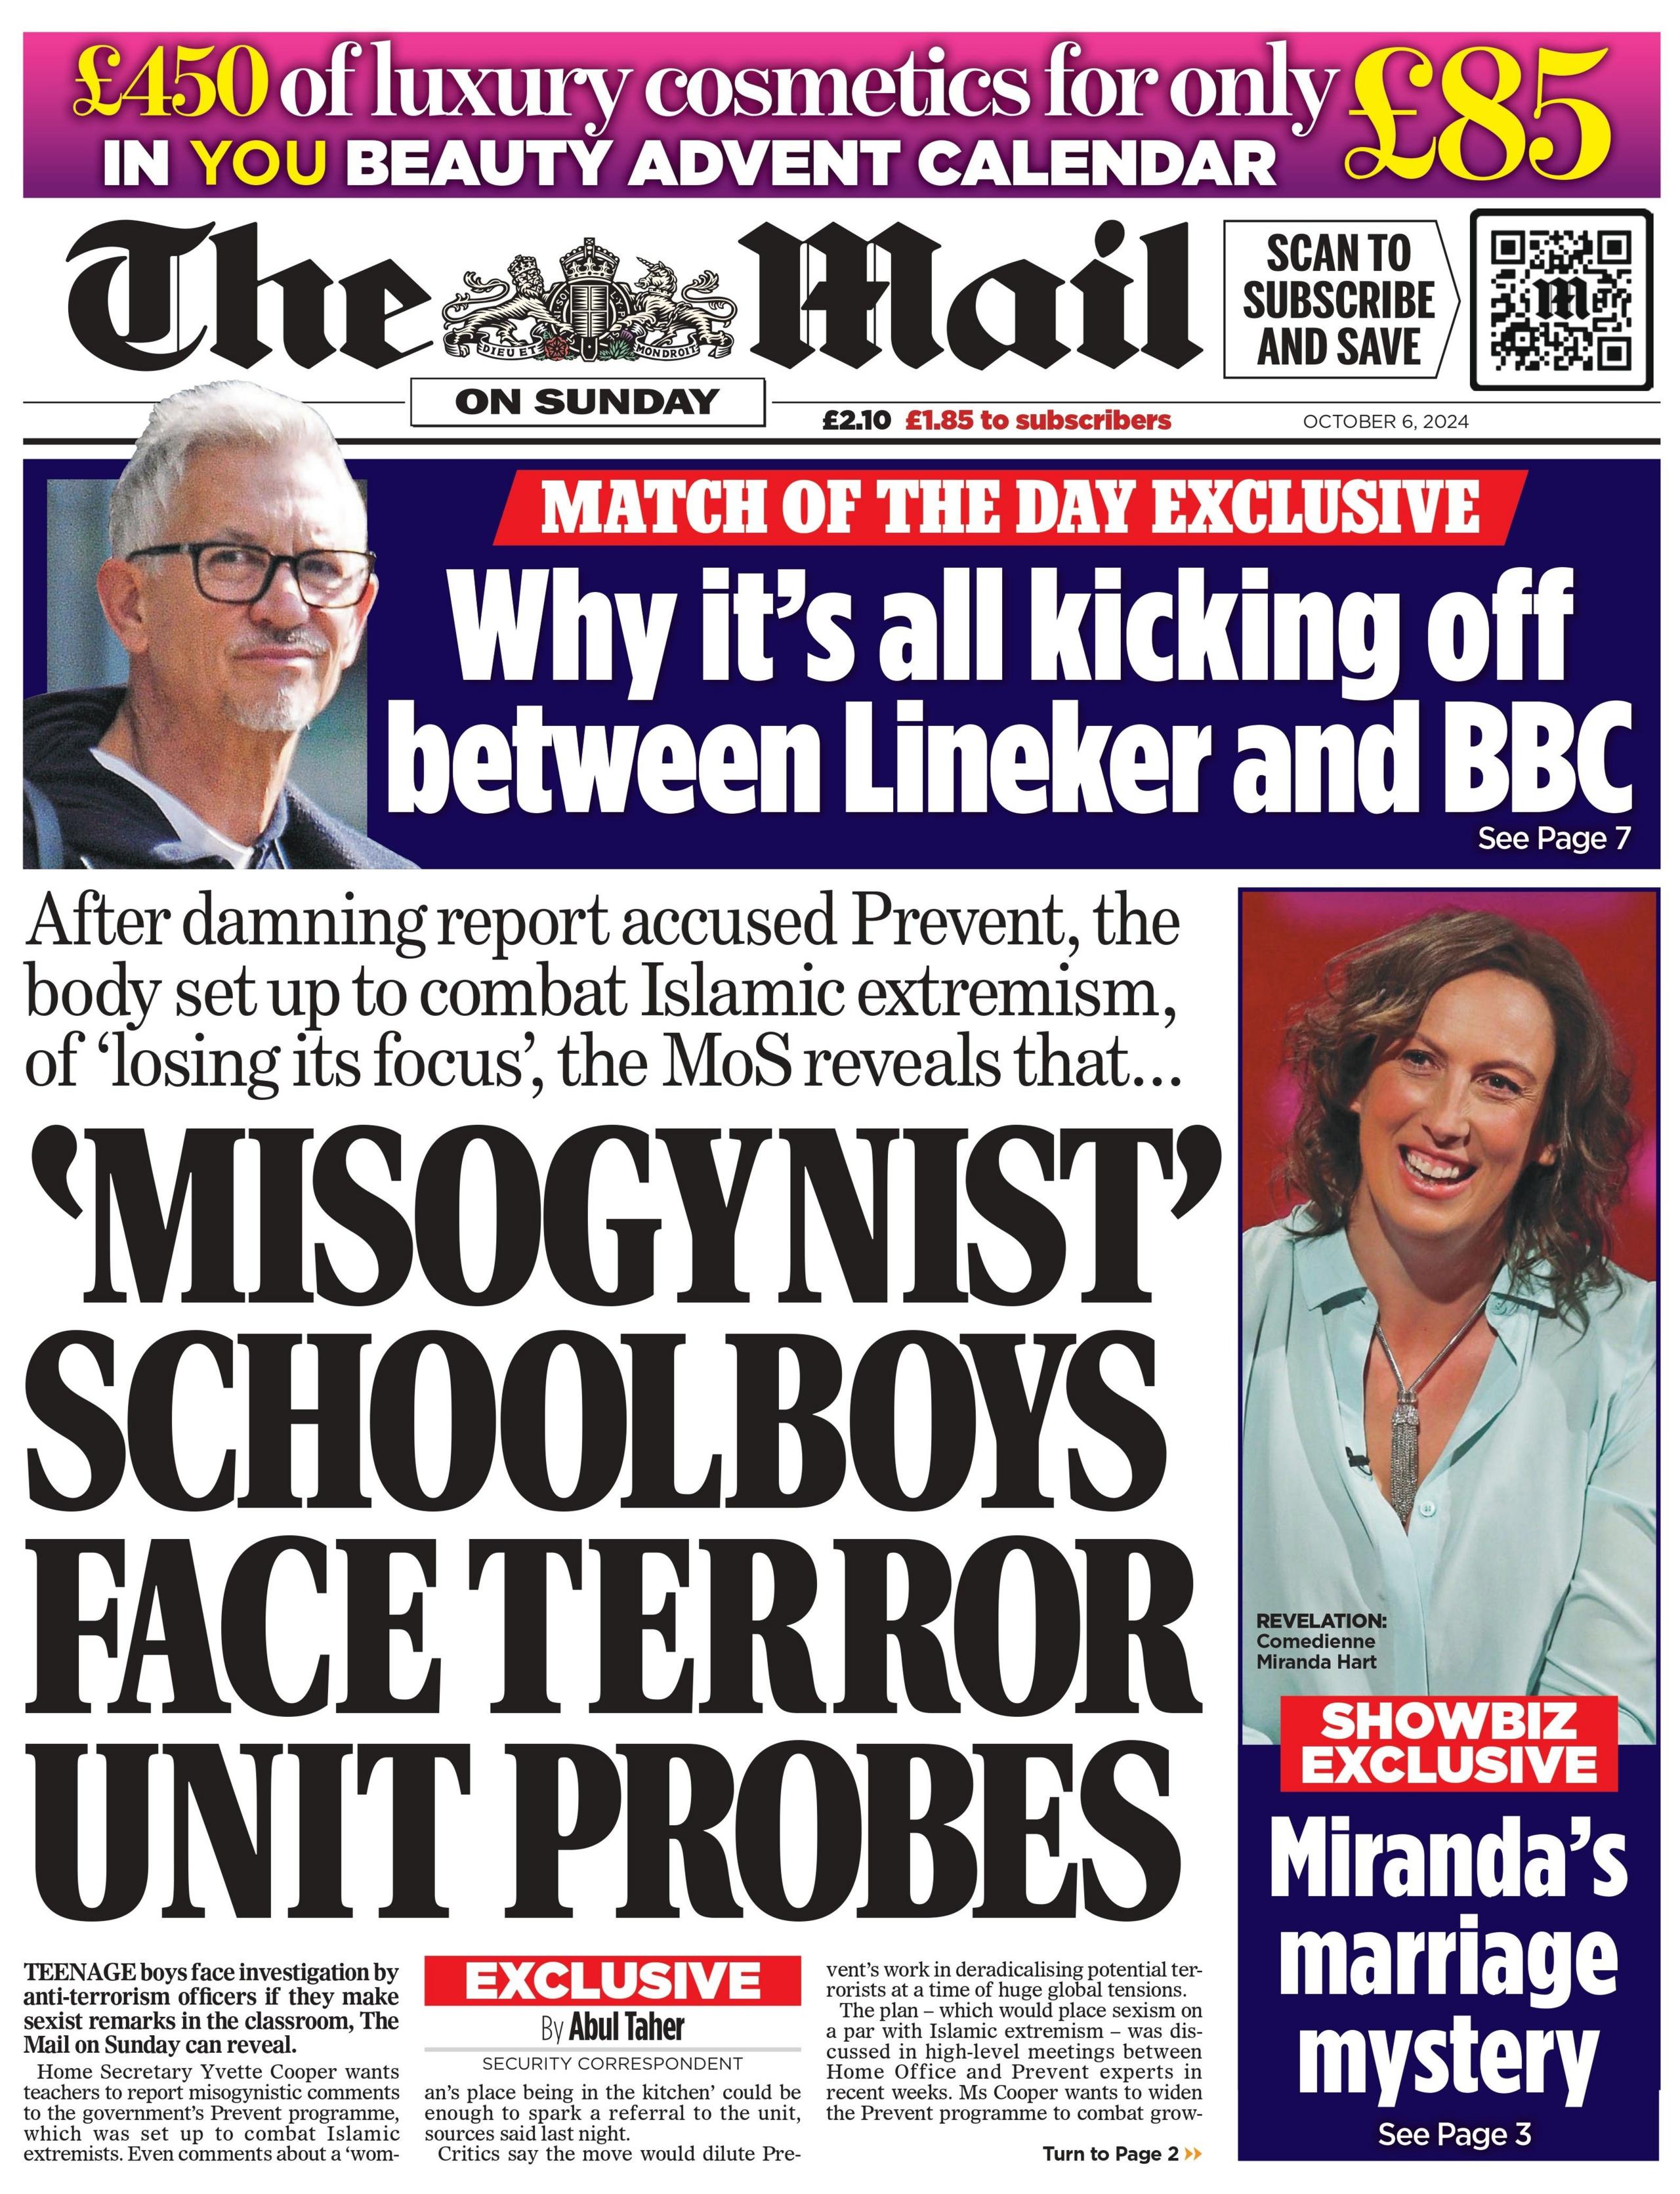 £450 of luxury cosmetics for only £85
IN YOU BEAUTY ADVENT CALENDAR
The Mail
DIEU ET MON DROIT
ON SUNDAY
SCAN TO
SUBSCRIBE
AND SAVE
£2.10 £1.85 to subscribers
OCTOBER 6, 2024
MATCH OF THE DAY EXCLUSIVE
Why it's all kicking off
between Lineker and BBC
See Page 7
After damning report accused Prevent, the
body set up to combat Islamic extremism,
of ‘losing its focus’, the MoS reveals that...
‘MISOGYNIST’
SCHOOLBOYS
FACE TERROR
UNIT PROBES
TEENAGE boys face investigation by
anti-terrorism officers if they make
sexist remarks in the classroom, The
Mail on Sunday can reveal.
Home Secretary Yvette Cooper wants
teachers to report misogynistic comments
to the government’s Prevent programme,
which was set up to combat Islamic
extremists. Even comments about a ‘wom-
EXCLUSIVE
By Abul Taher
SECURITY CORRESPONDENT
an’s place being in the kitchen’ could be
enough to spark a referral to the unit,
sources said last night.
Critics say the move would dilute Pre-
vent’s work in deradicalising potential ter-
rorists at a time of huge global tensions.
The plan – which would place sexism on
a par with Islamic extremism – was dis-
cussed in high-level meetings between
Home Office and Prevent experts in
recent weeks. Ms Cooper wants to widen
the Prevent programme to combat grow-
Turn to Page 2
REVELATION:
Comedienne
Miranda Hart
SHOWBIZ
EXCLUSIVE
Miranda’s
marriage
mystery
See Page 3